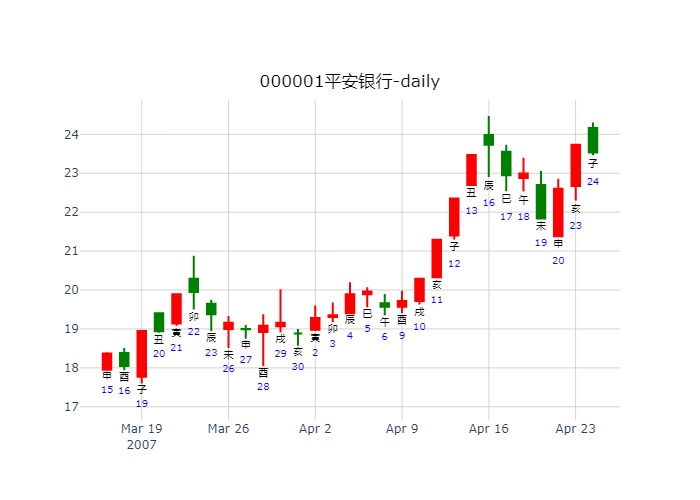 000001平安银行-daily
24
23
22
21
20
19
18
17
申 15
酉 16
子 19
丑 20
寅 21
卯 22
辰 23
未 26
申 27
酉 28
戌 29
亥 30
寅 2
卯 3
辰 4
巳 5
午 6
酉 9
戌 10
亥 11
子 12
丑 13
辰 16
巳 17
午 18
未 19
申 20
亥 23
子 24
Mar 19 Mar 26 Apr 2 Apr 9 Apr 16 Apr 23
2007